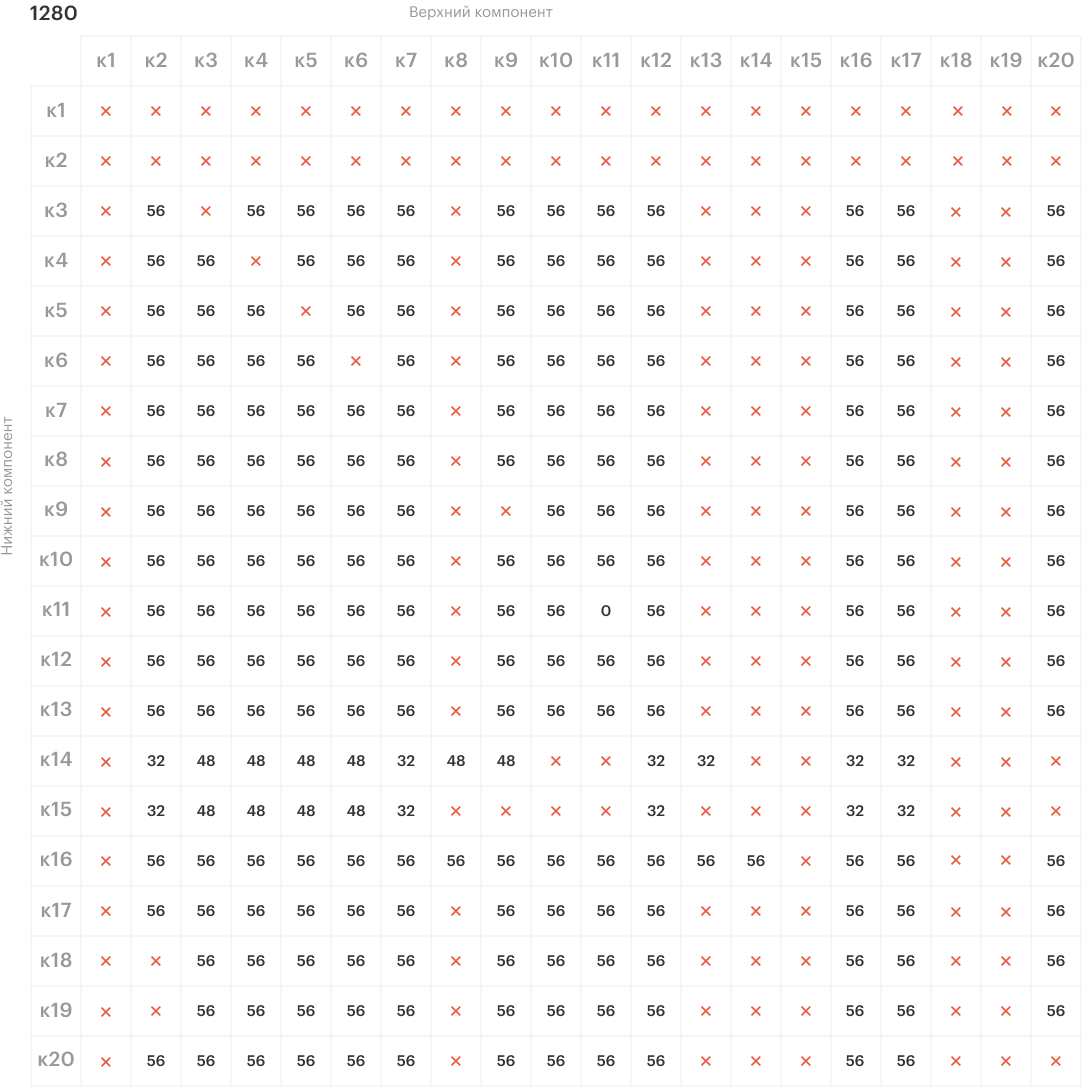 1280
Верхний компонент
к1 к2 к3 к4 к5 к6 к7 к8 к9 к10 к11 к12 к13 к14 к15 к16 к17 к18 к19 к20
Нижний компонент
к1 × × × × × × × × × × × × × × × × × × × ×
к2 × × × × × × × × × × × × × × × × × × × ×
к3 × 56 × 56 56 56 56 × 56 56 56 56 × × × 56 56 × × 56
к4 × 56 56 × 56 56 56 × 56 56 56 56 × × × 56 56 × × 56
к5 × 56 56 56 × 56 56 × 56 56 56 56 × × × 56 56 × × 56
к6 × 56 56 56 56 × 56 × 56 56 56 56 × × × 56 56 × × 56
к7 × 56 56 56 56 56 56 × 56 56 56 56 × × × 56 56 × × 56
к8 × 56 56 56 56 56 56 × 56 56 56 56 × × × 56 56 × × 56
к9 × 56 56 56 56 56 56 × × 56 56 56 × × × 56 56 × × 56
к10 × 56 56 56 56 56 56 × 56 56 56 56 × × × 56 56 × × 56
к11 × 56 56 56 56 56 56 × 56 56 0 56 × × × 56 56 × × 56
к12 × 56 56 56 56 56 56 × 56 56 56 56 × × × 56 56 × × 56
к13 × 56 56 56 56 56 56 × 56 56 56 56 × × × 56 56 × × 56
к14 × 32 48 48 48 48 32 48 48 × × 32 32 × × 32 32 × × ×
к15 × 32 48 48 48 48 32 × × × × 32 × × × 32 32 × × ×
к16 × 56 56 56 56 56 56 56 56 56 56 56 56 56 × 56 56 × × 56
к17 × 56 56 56 56 56 56 × 56 56 56 56 × × × 56 56 × × 56
к18 × × 56 56 56 56 56 × 56 56 56 56 × × × 56 56 × × 56
к19 × × 56 56 56 56 56 × 56 56 56 56 × × × 56 56 × × 56
к20 × 56 56 56 56 56 56 × 56 56 56 56 × × × 56 56 × × ×